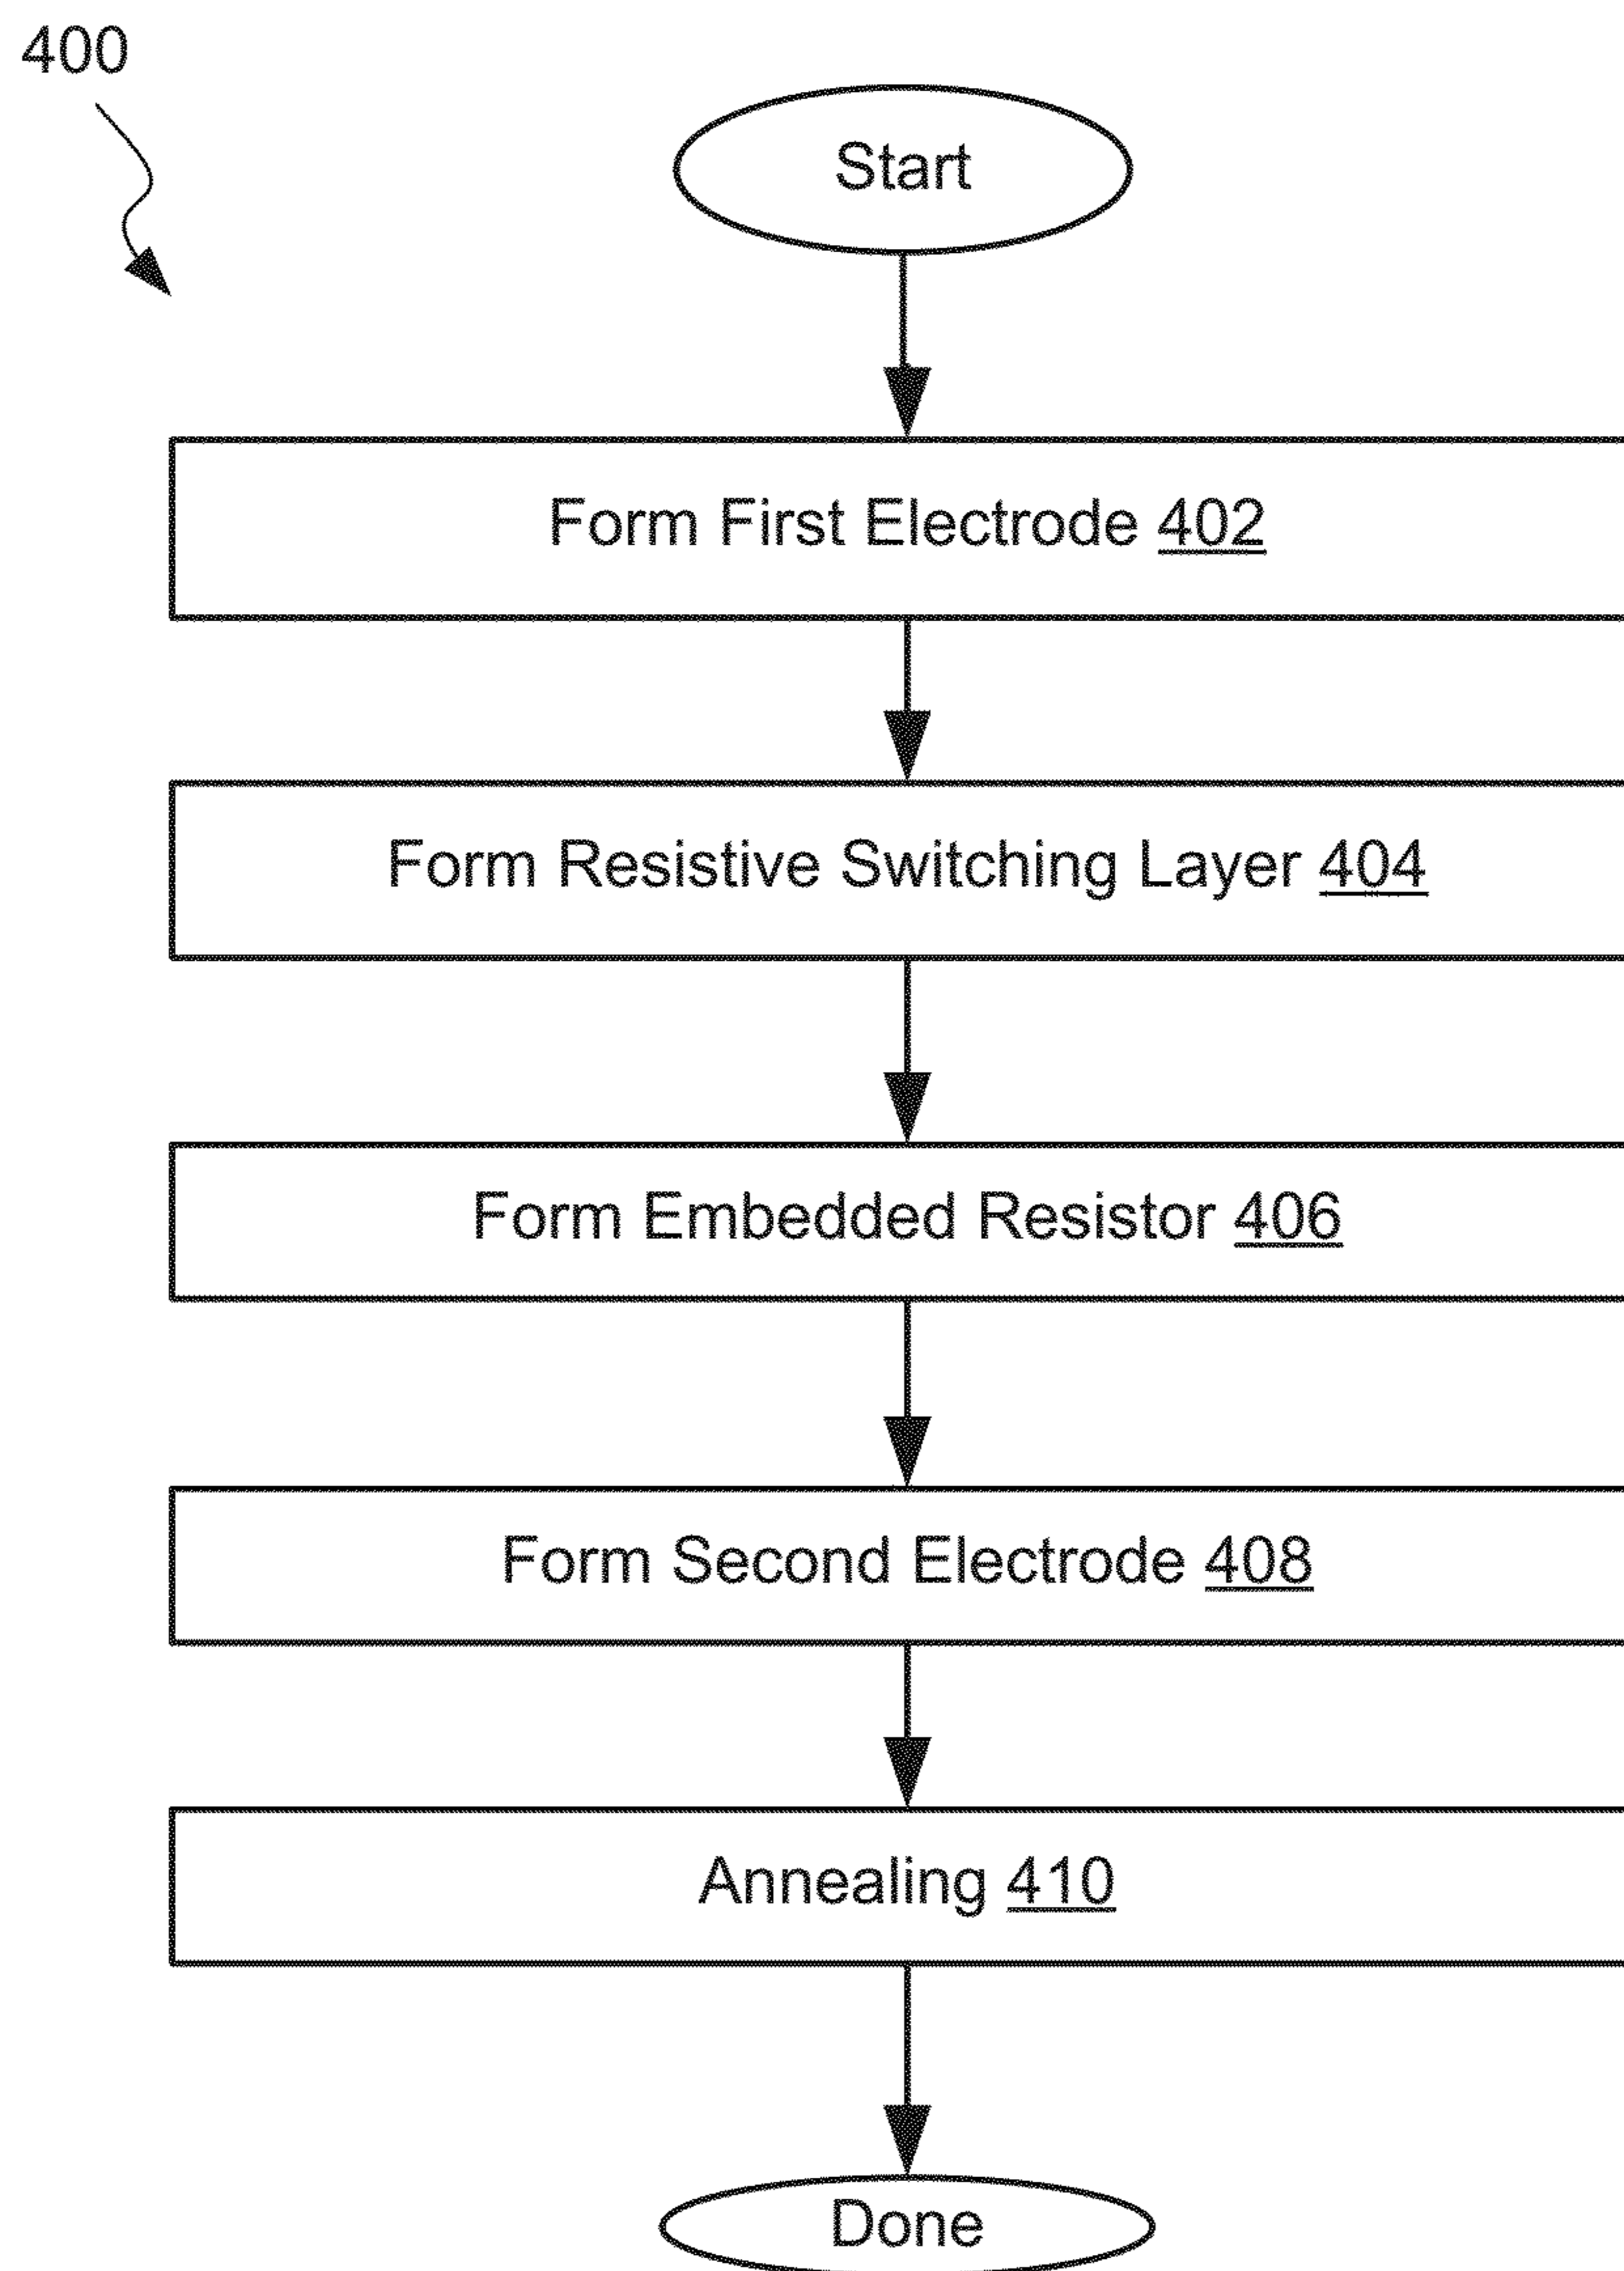 400
Start
Form First Electrode 402
Form Resistive Switching Layer 404
Form Embedded Resistor 406
Form Second Electrode 408
Annealing 410
Done